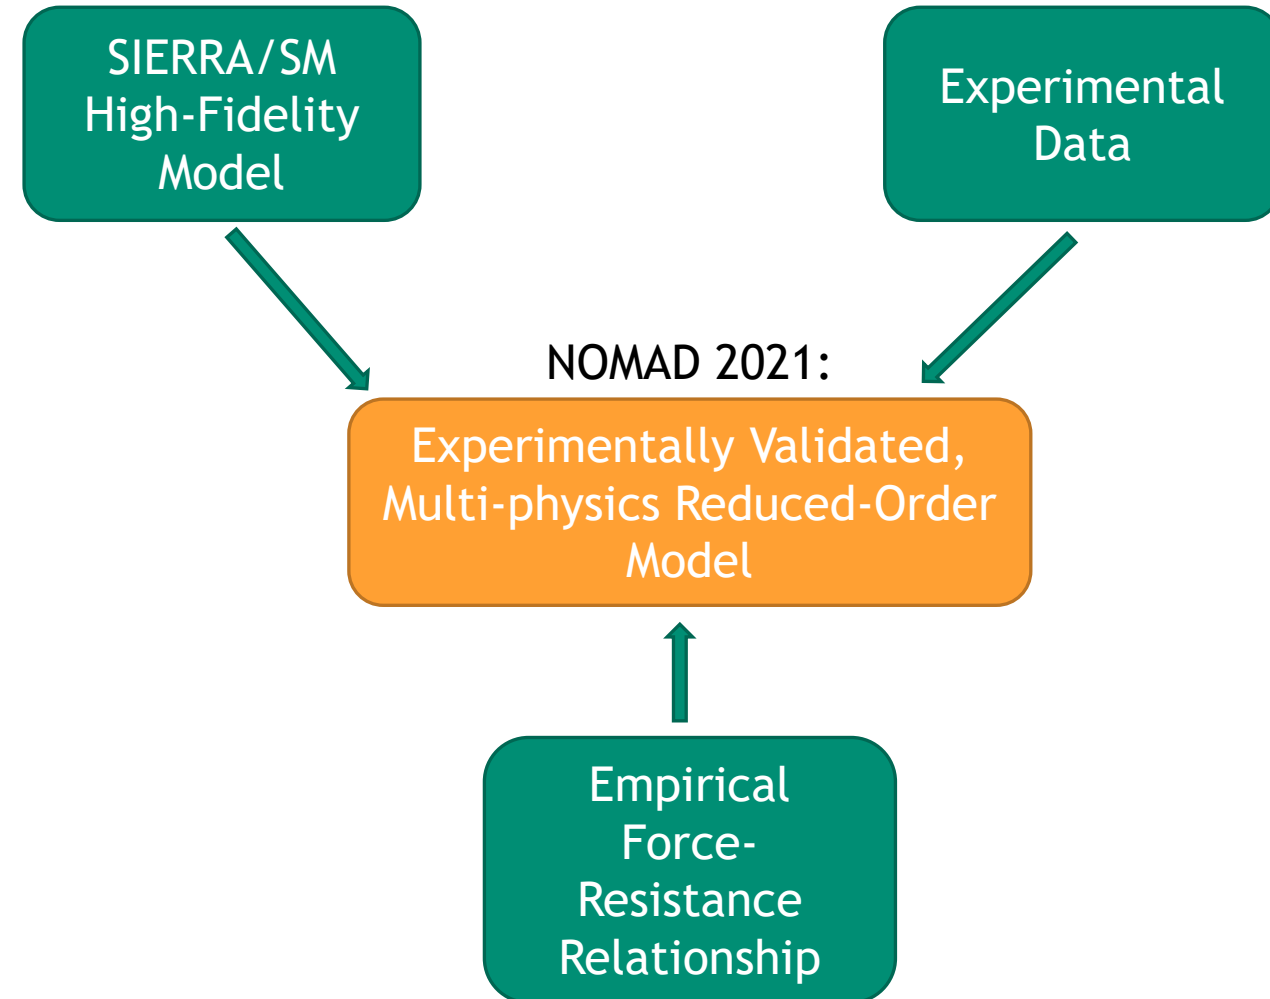 SIERRA/SM
High-Fidelity
Model
Experimental
Data
NOMAD 2021:
Experimentally Validated,
Multi-physics Reduced-Order
Model
Empirical
Force-
Resistance
Relationship